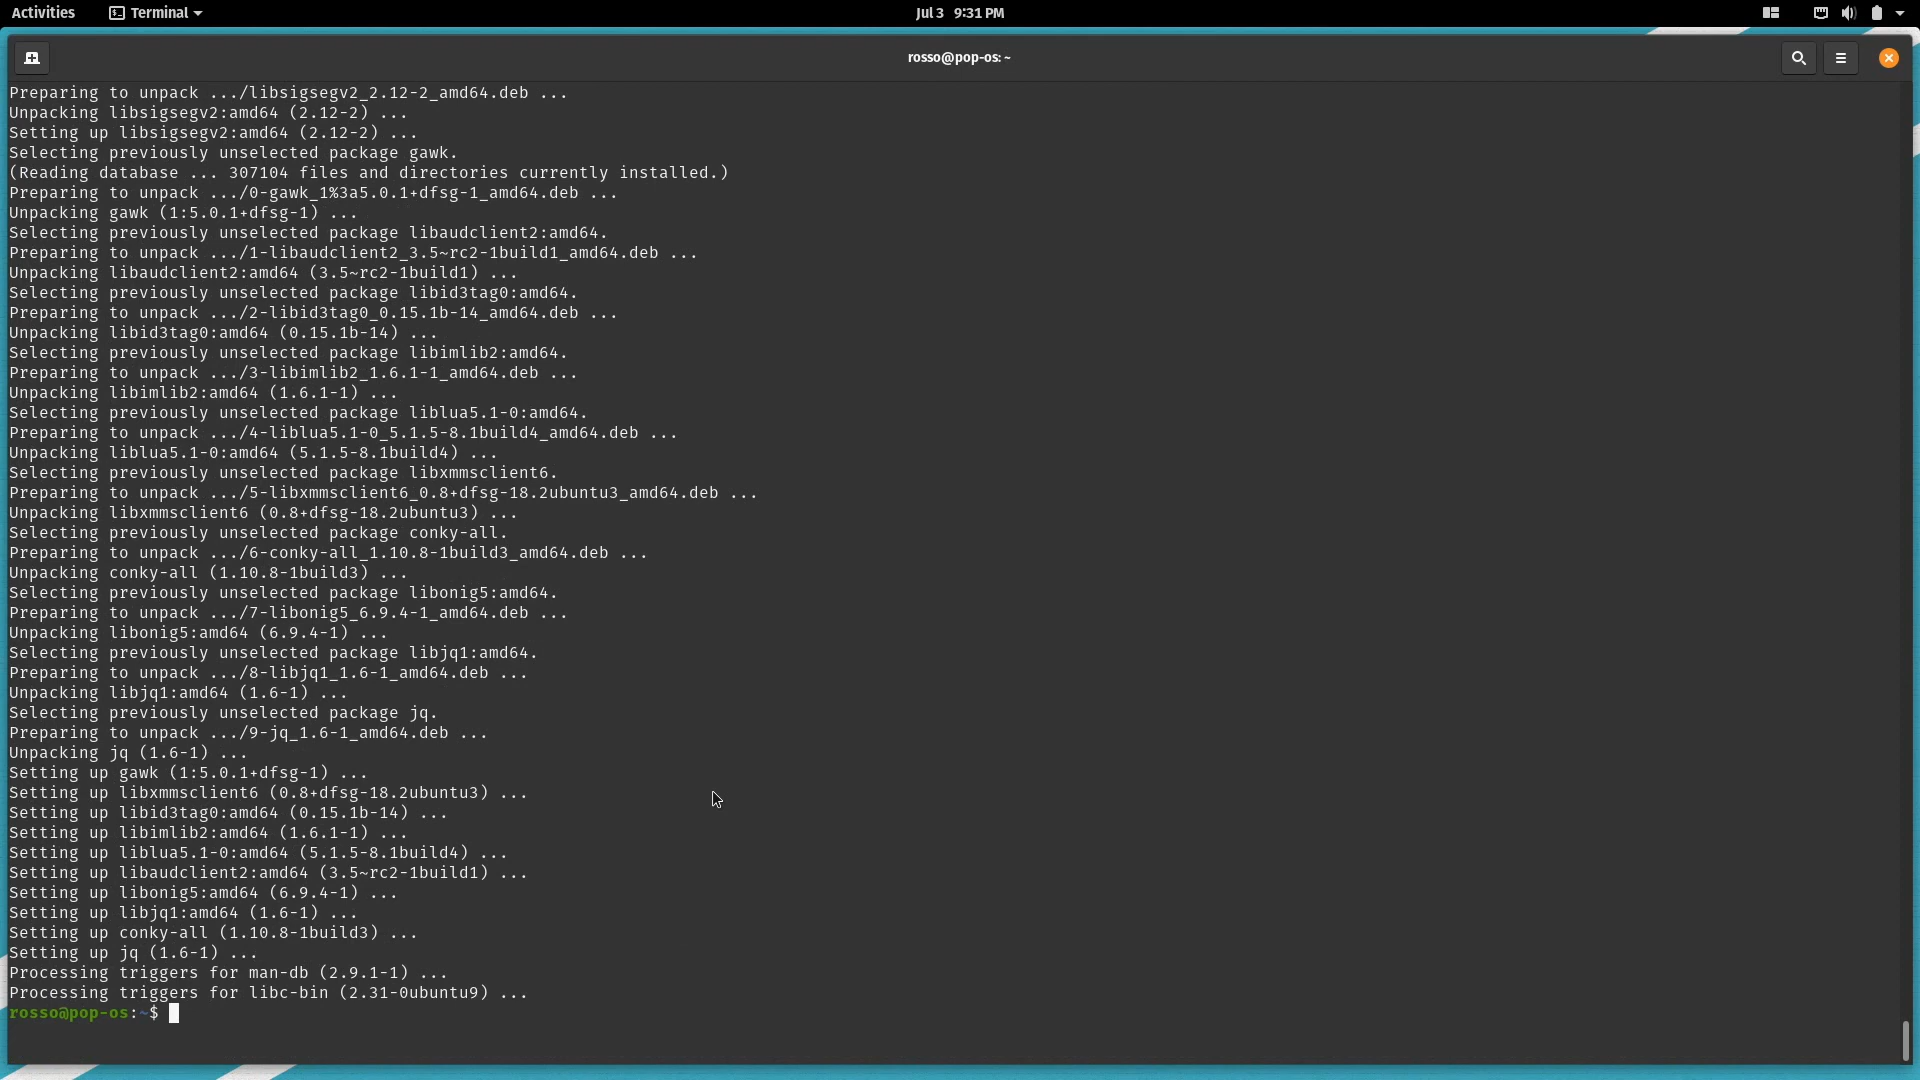 Activities Terminal Jul 3 9:31 PM
rosso@pop-os: ~
Preparing to unpack .../libsigsegv2_2.12-2_amd64.deb ...
Unpacking libsigsegv2:amd64 (2.12-2) ...
Setting up libsigsegv2:amd64 (2.12-2) ...
Selecting previously unselected package gawk.
(Reading database ... 307104 files and directories currently installed.)
Preparing to unpack .../0-gawk_1%3a5.0.1+dfsg-1_amd64.deb ...
Unpacking gawk (1:5.0.1+dfsg-1) ...
Selecting previously unselected package libaudclient2:amd64.
Preparing to unpack .../1-libaudclient2_3.5~rc2-1build1_amd64.deb ...
Unpacking libaudclient2:amd64 (3.5~rc2-1build1) ...
Selecting previously unselected package libid3tag0:amd64.
Preparing to unpack .../2-libid3tag0_0.15.1b-14_amd64.deb ...
Unpacking libid3tag0:amd64 (0.15.1b-14) ...
Selecting previously unselected package libimlib2:amd64.
Preparing to unpack .../3-libimlib2_1.6.1-1_amd64.deb ...
Unpacking libimlib2:amd64 (1.6.1-1) ...
Selecting previously unselected package liblua5.1-0:amd64.
Preparing to unpack .../4-liblua5.1-0_5.1.5-8.1build4_amd64.deb ...
Unpacking liblua5.1-0:amd64 (5.1.5-8.1build4) ...
Selecting previously unselected package libxmmsclient6.
Preparing to unpack .../5-libxmmsclient6_0.8+dfsg-18.2ubuntu3_amd64.deb ...
Unpacking libxmmsclient6 (0.8+dfsg-18.2ubuntu3) ...
Selecting previously unselected package conky-all.
Preparing to unpack .../6-conky-all_1.10.8-1build3_amd64.deb ...
Unpacking conky-all (1.10.8-1build3) ...
Selecting previously unselected package libonig5:amd64.
Preparing to unpack .../7-libonig5_6.9.4-1_amd64.deb ...
Unpacking libonig5:amd64 (6.9.4-1) ...
Selecting previously unselected package libjq1:amd64.
Preparing to unpack .../8-libjq1_1.6-1_amd64.deb ...
Unpacking libjq1:amd64 (1.6-1) ...
Selecting previously unselected package jq.
Preparing to unpack .../9-jq_1.6-1_amd64.deb ...
Unpacking jq (1.6-1) ...
Setting up gawk (1:5.0.1+dfsg-1) ...
Setting up libxmmsclient6 (0.8+dfsg-18.2ubuntu3) ...
Setting up libid3tag0:amd64 (0.15.1b-14) ...
Setting up libimlib2:amd64 (1.6.1-1) ...
Setting up liblua5.1-0:amd64 (5.1.5-8.1build4) ...
Setting up libaudclient2:amd64 (3.5~rc2-1build1) ...
Setting up libonig5:amd64 (6.9.4-1) ...
Setting up libjq1:amd64 (1.6-1) ...
Setting up conky-all (1.10.8-1build3) ...
Setting up jq (1.6-1) ...
Processing triggers for man-db (2.9.1-1) ...
Processing triggers for libc-bin (2.31-0ubuntu9) ...
rosso@pop-os:~$